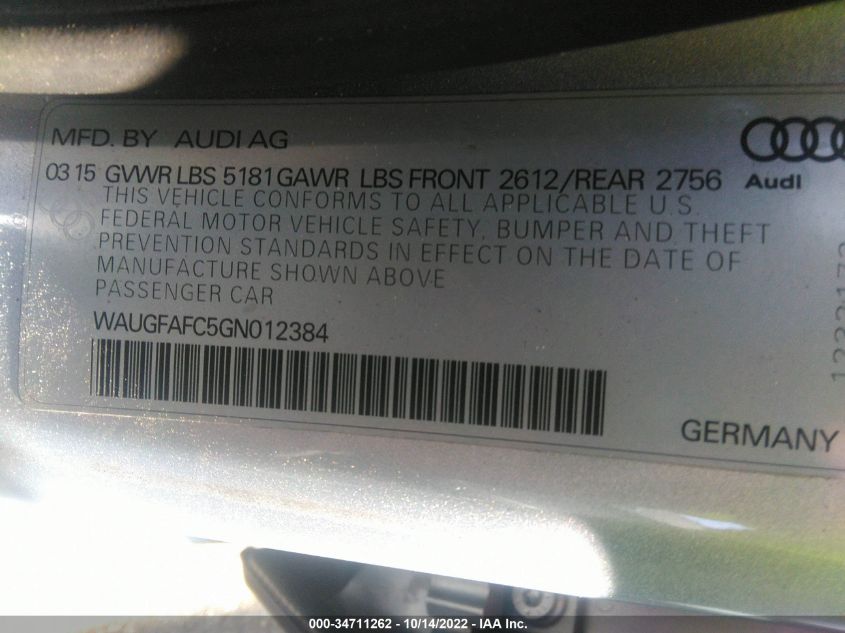 MFD. BY AUDI AG
03 15 GVWR LBS 5181 GAWR LBS FRONT 2612/REAR 2756
Audi
THIS VEHICLE CONFORMS TO ALL APPLICABLE U.S.
FEDERAL MOTOR VEHICLE SAFETY, BUMPER AND THEFT
PREVENTION STANDARDS IN EFFECT ON THE DATE OF
MANUFACTURE SHOWN ABOVE
PASSENGER CAR
WAUGFAFC5GN012384
GERMANY
000-34711262 - 10/14/2022 - IAA Inc.